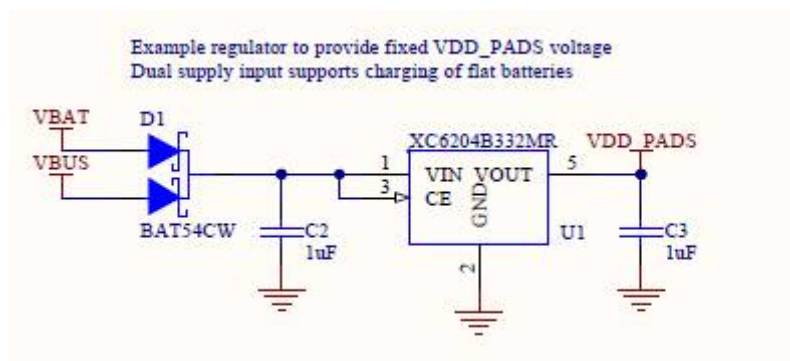 Example regulator to provide fixed VDD_PADS voltage
Dual supply input supports charging of flat batteries
VBAT
D1
VBUS
BAT54CW
C2
1uF
XC6204B332MR
1
3
VIN VOUT
CE
GND
2
5
U1
VDD_PADS
C3
1uF